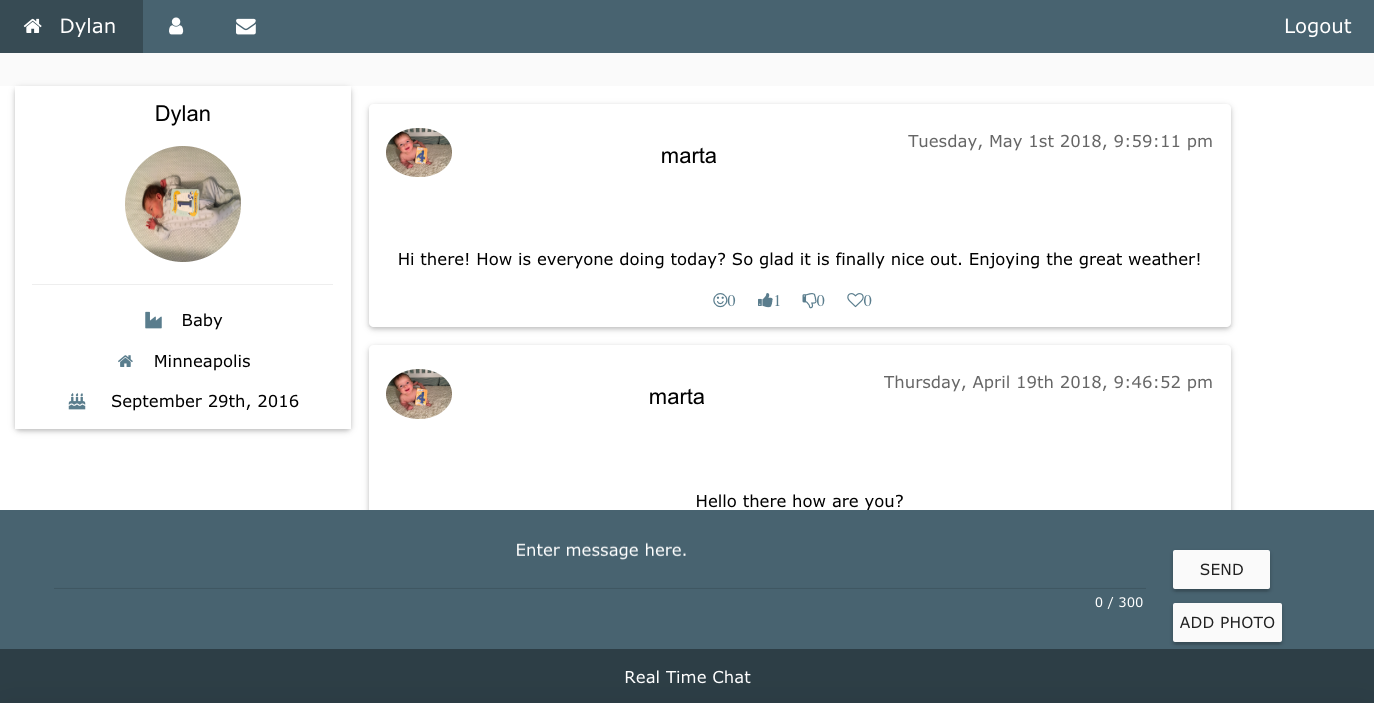 Dylan
Logout
Dylan
1
Baby
Minneapolis
September 29th, 2016
4
marta
Tuesday, May 1st 2018, 9:59:11 pm
Hi there! How is everyone doing today? So glad it is finally nice out. Enjoying the great weather!
0 1 0 0
4
marta
Thursday, April 19th 2018, 9:46:52 pm
Hello there how are you?
Enter message here.
0 / 300
SEND
ADD PHOTO
Real Time Chat